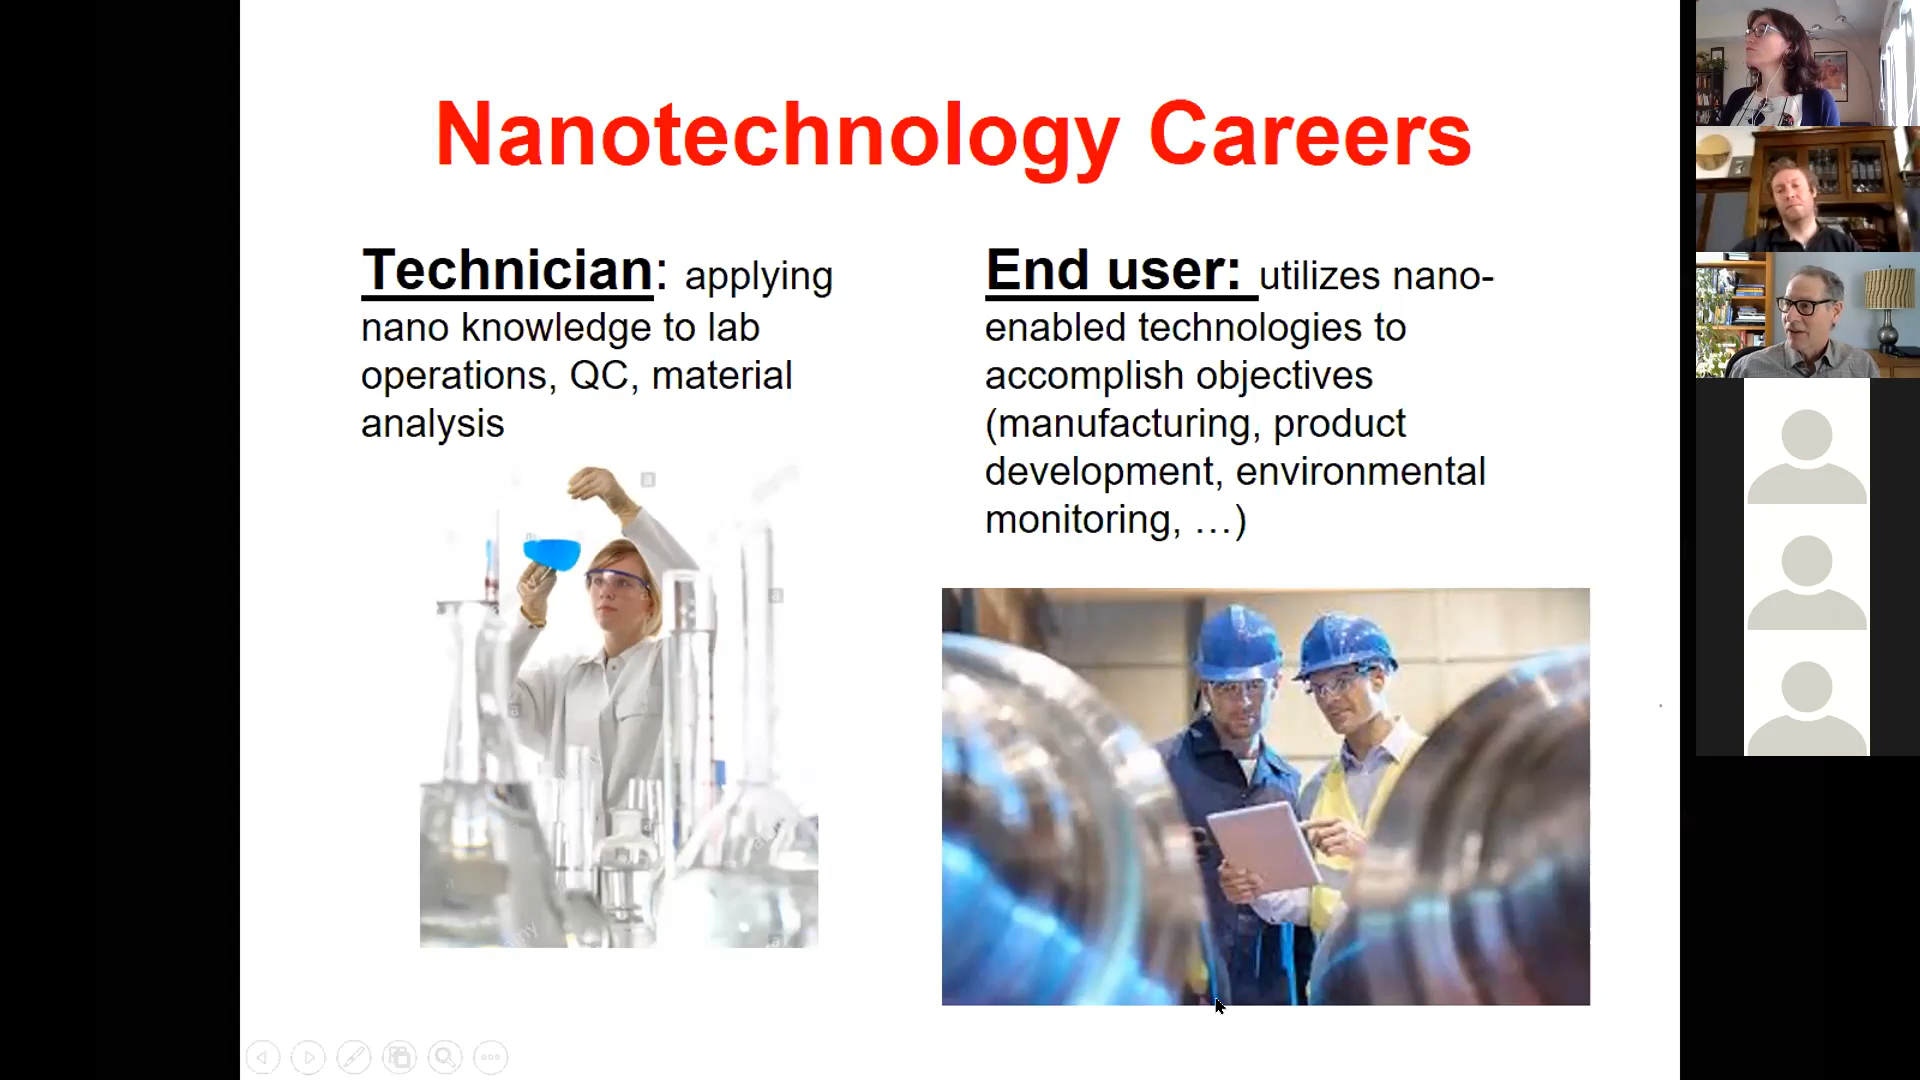 Nanotechnology Careers
Technician: applying
nano knowledge to lab
operations, QC, material
analysis
End user: utilizes nano-
enabled technologies to
accomplish objectives
(manufacturing, product
development, environmental
monitoring, …)
a
a
a
a
a